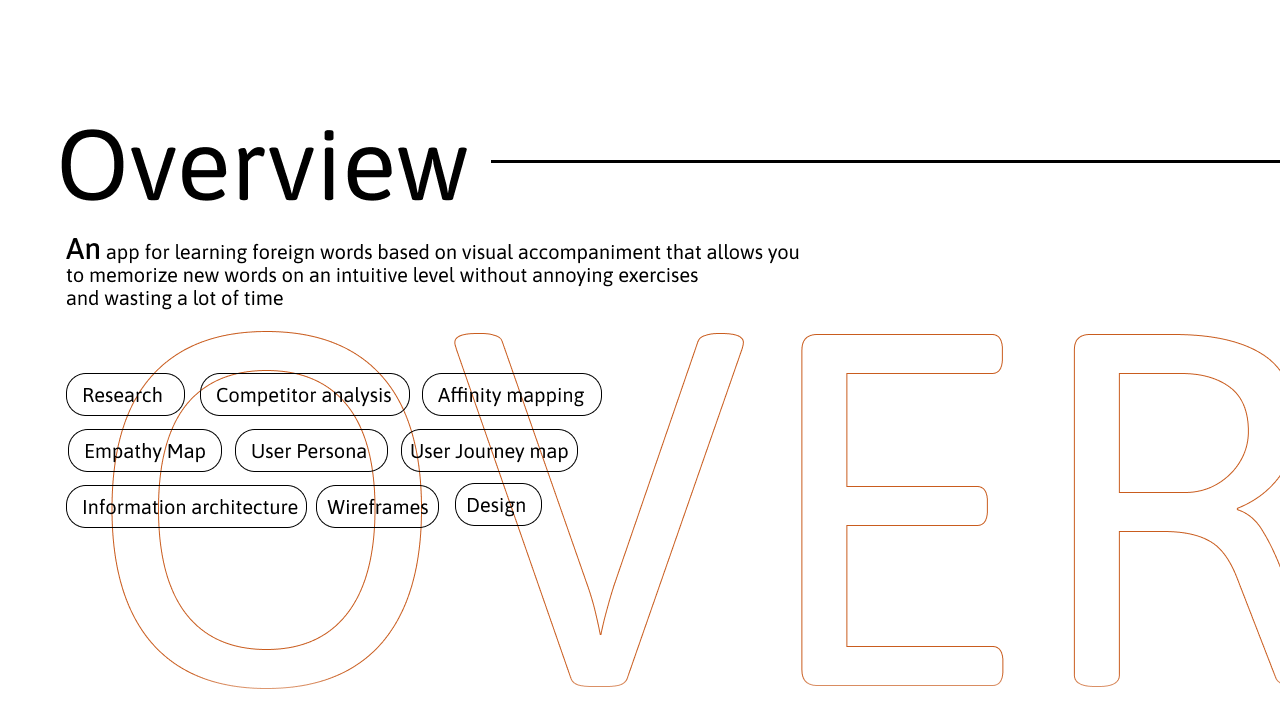 Overview
An app for learning foreign words based on visual accompaniment that allows you
to memorize new words on an intuitive level without annoying exercises
and wasting a lot of time
Research Competitor analysis Affinity mapping
Empathy Map User Persona User Journey map
Information architecture Wireframes Design
OVER